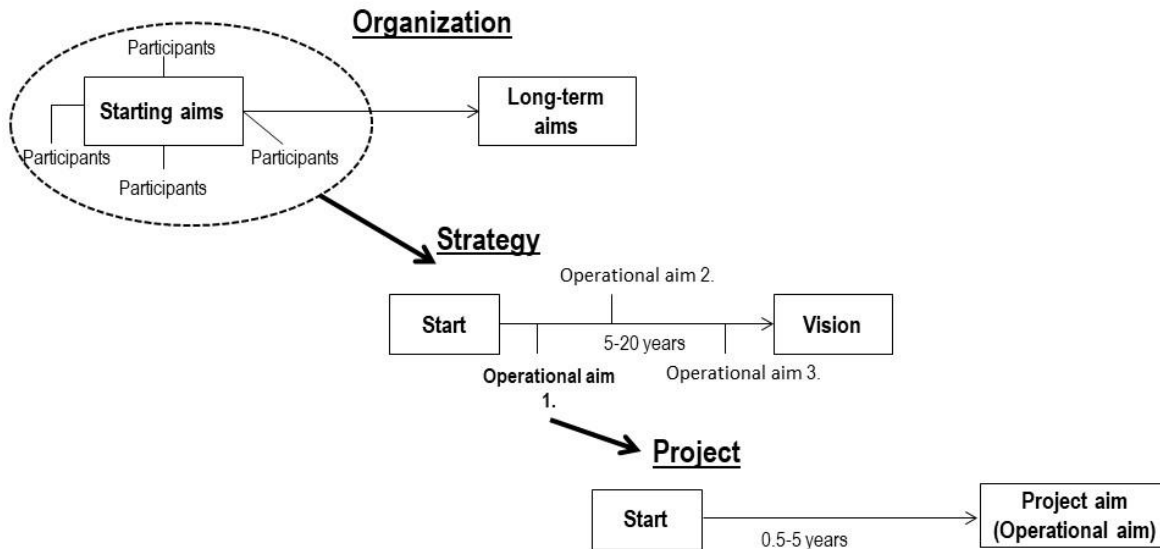 Organization
Participants
Starting aims
Long-term
aims
Participants
Participants
Participants
Strategy
Operational aim 2.
Start
Vision
5-20 years
Operational aim
1.
Operational aim 3.
Project
Start
Project aim
(Operational aim)
0.5-5 years